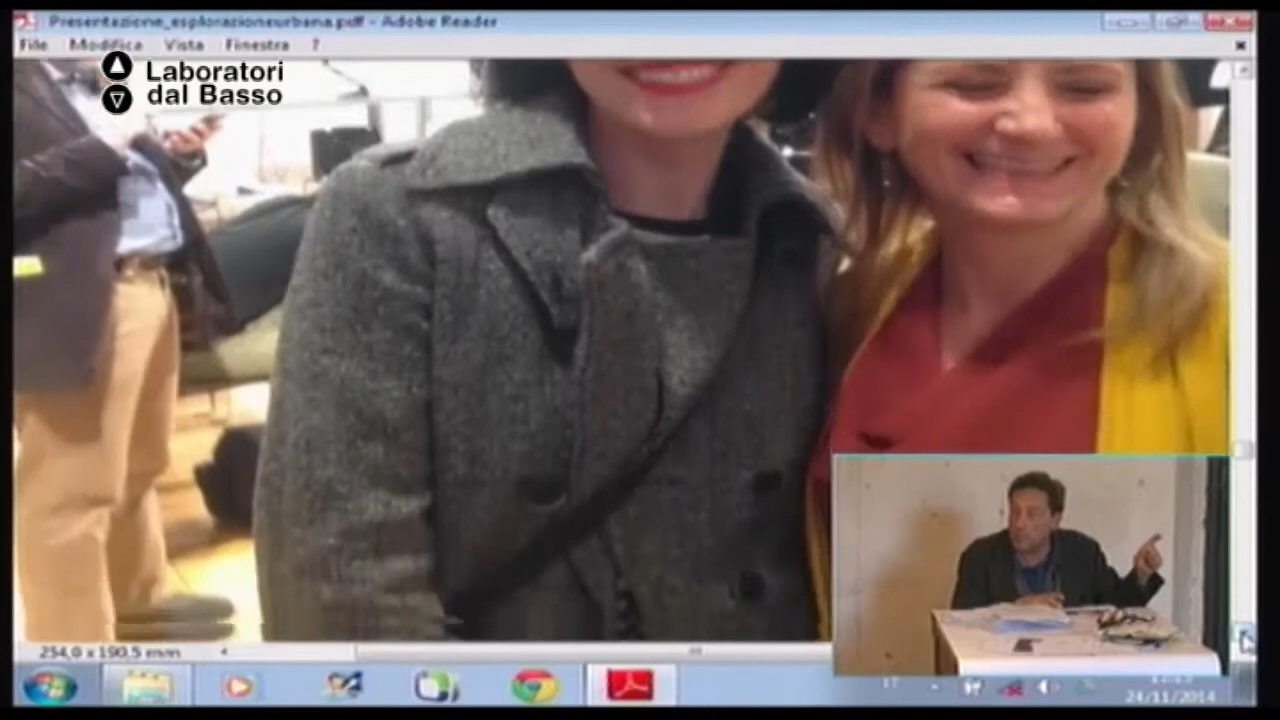 Presentazione_esplorazioneurbana.pdf - Adobe Reader
File Modifica Vista Finestra ?
Laboratori
dal Basso
254,0 x 190,5 mm
IT
24/11/2014